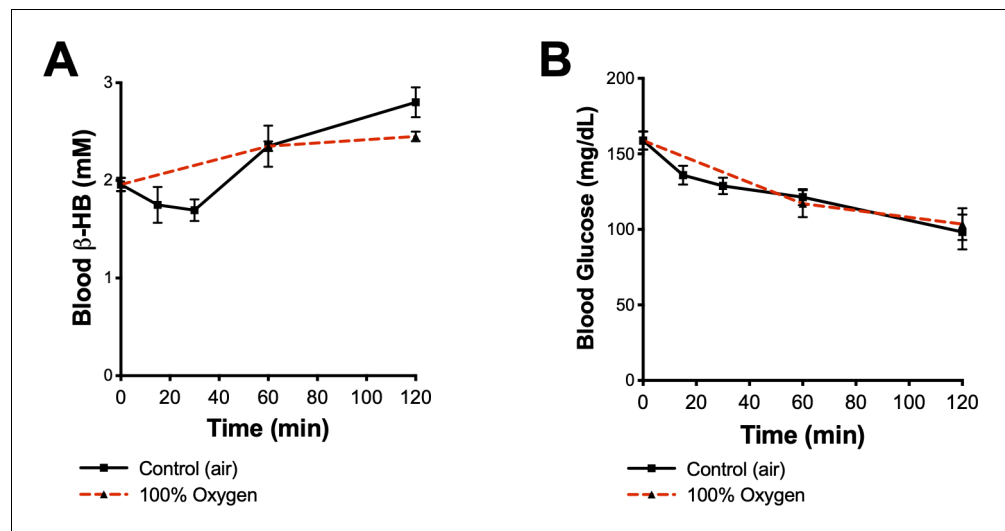 A
Blood β-HB (mM)
3
2
1
0
0 20 40 60 80 100 120
Time (min)
Control (air)
100% Oxygen
B
Blood Glucose (mg/dL)
200
150
100
50
0
0 20 40 60 80 100 120
Time (min)
Control (air)
100% Oxygen